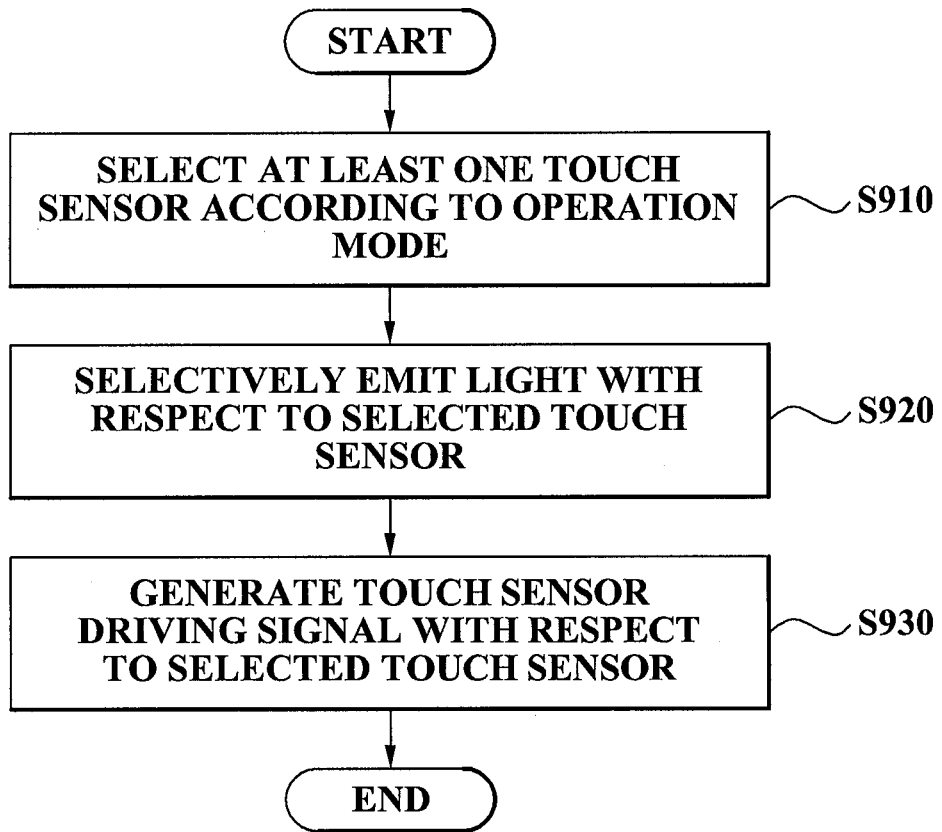 START
SELECT AT LEAST ONE TOUCH
SENSOR ACCORDING TO OPERATION
MODE
S910
SELECTIVELY EMIT LIGHT WITH
RESPECT TO SELECTED TOUCH
SENSOR
S920
GENERATE TOUCH SENSOR
DRIVING SIGNAL WITH RESPECT
TO SELECTED TOUCH SENSOR
S930
END